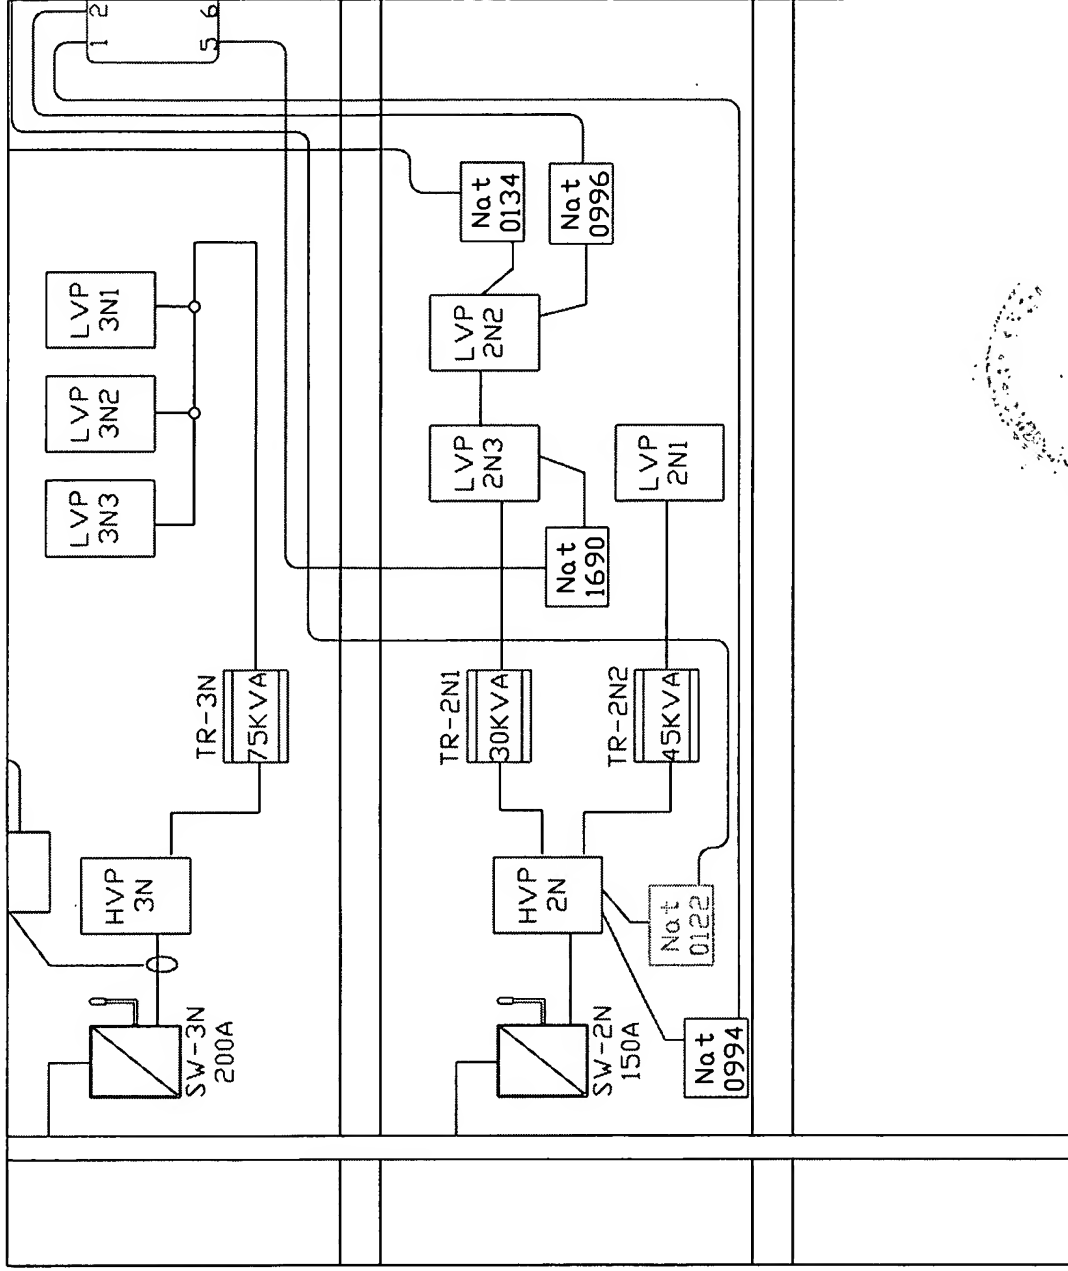 2
6
1
5
Nat
0134
Nat
0996
LVP
3N1
LVP
3N2
LVP
3N3
LVP
2N2
LVP
2N3
LVP
2N1
Nat
1690
TR-3N
75KVA
TR-2N1
30KVA
TR-2N2
45KVA
HVP
3N
HVP
2N
Nat
0122
SW-3N
200A
SW-2N
150A
Nat
0994